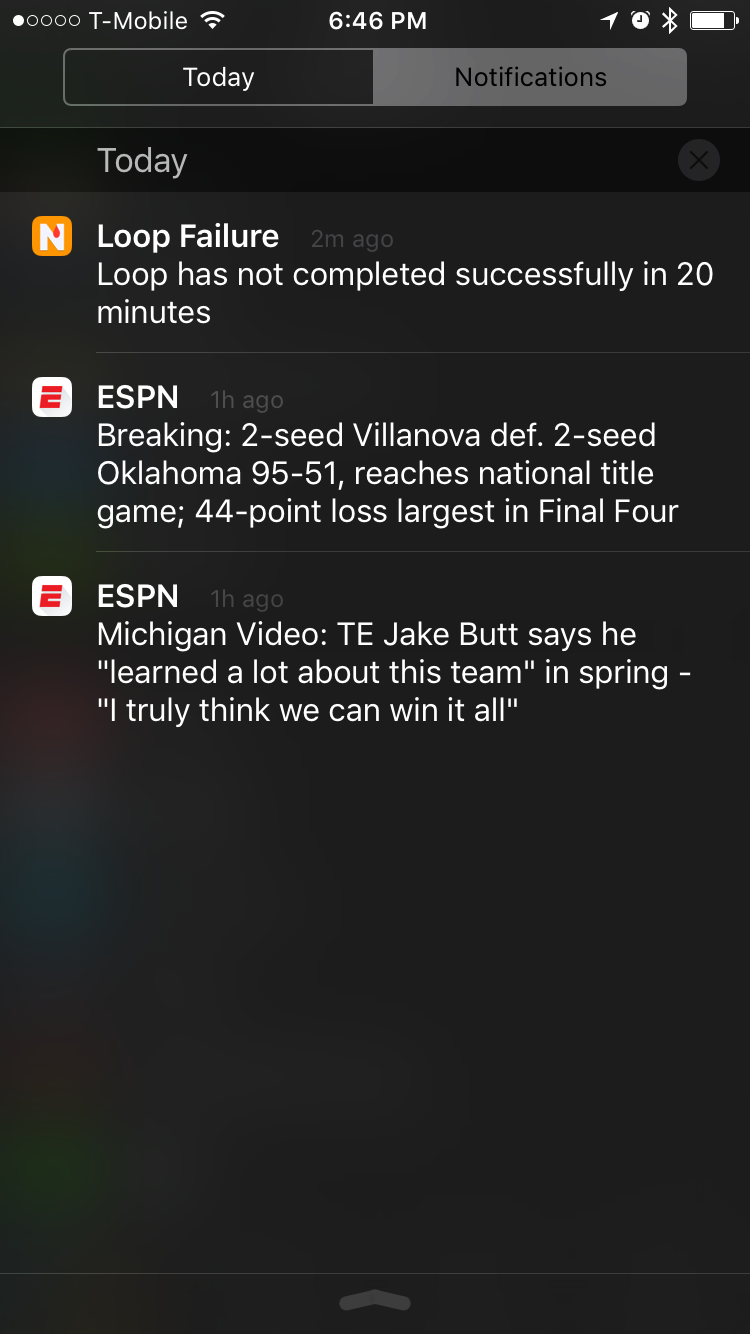 T-Mobile 6:46 PM
Today Notifications
Today
Loop Failure 2m ago
Loop has not completed successfully in 20
minutes
ESPN 1h ago
Breaking: 2-seed Villanova def. 2-seed
Oklahoma 95-51, reaches national title
game; 44-point loss largest in Final Four
ESPN 1h ago
Michigan Video: TE Jake Butt says he
"learned a lot about this team" in spring -
"I truly think we can win it all"